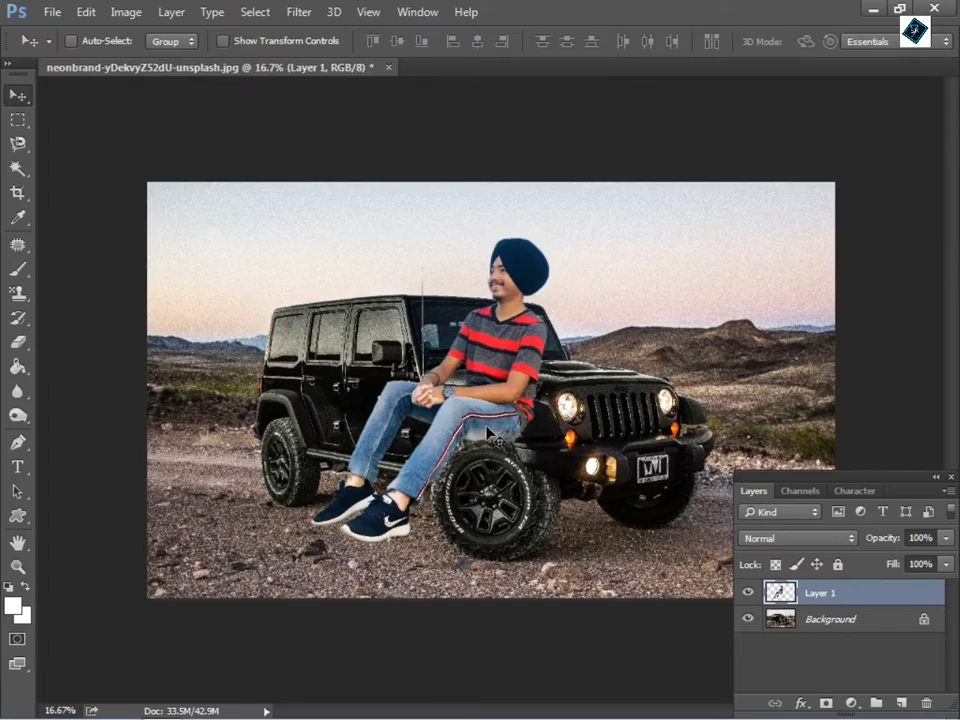 Ps File Edit Image Layer Type Select Filter 3D View Window Help
Auto-Select: Group Show Transform Controls 3D Mode: Essentials
neonbrand-yDekvyZ52dU-unsplash.jpg @ 16.7% (Layer 1, RGB/8) *
Layers Channels Character
Kind
Normal Opacity: 100%
Lock: Fill: 100%
Layer 1
Background
16.67% Doc: 33.5M/42.9M